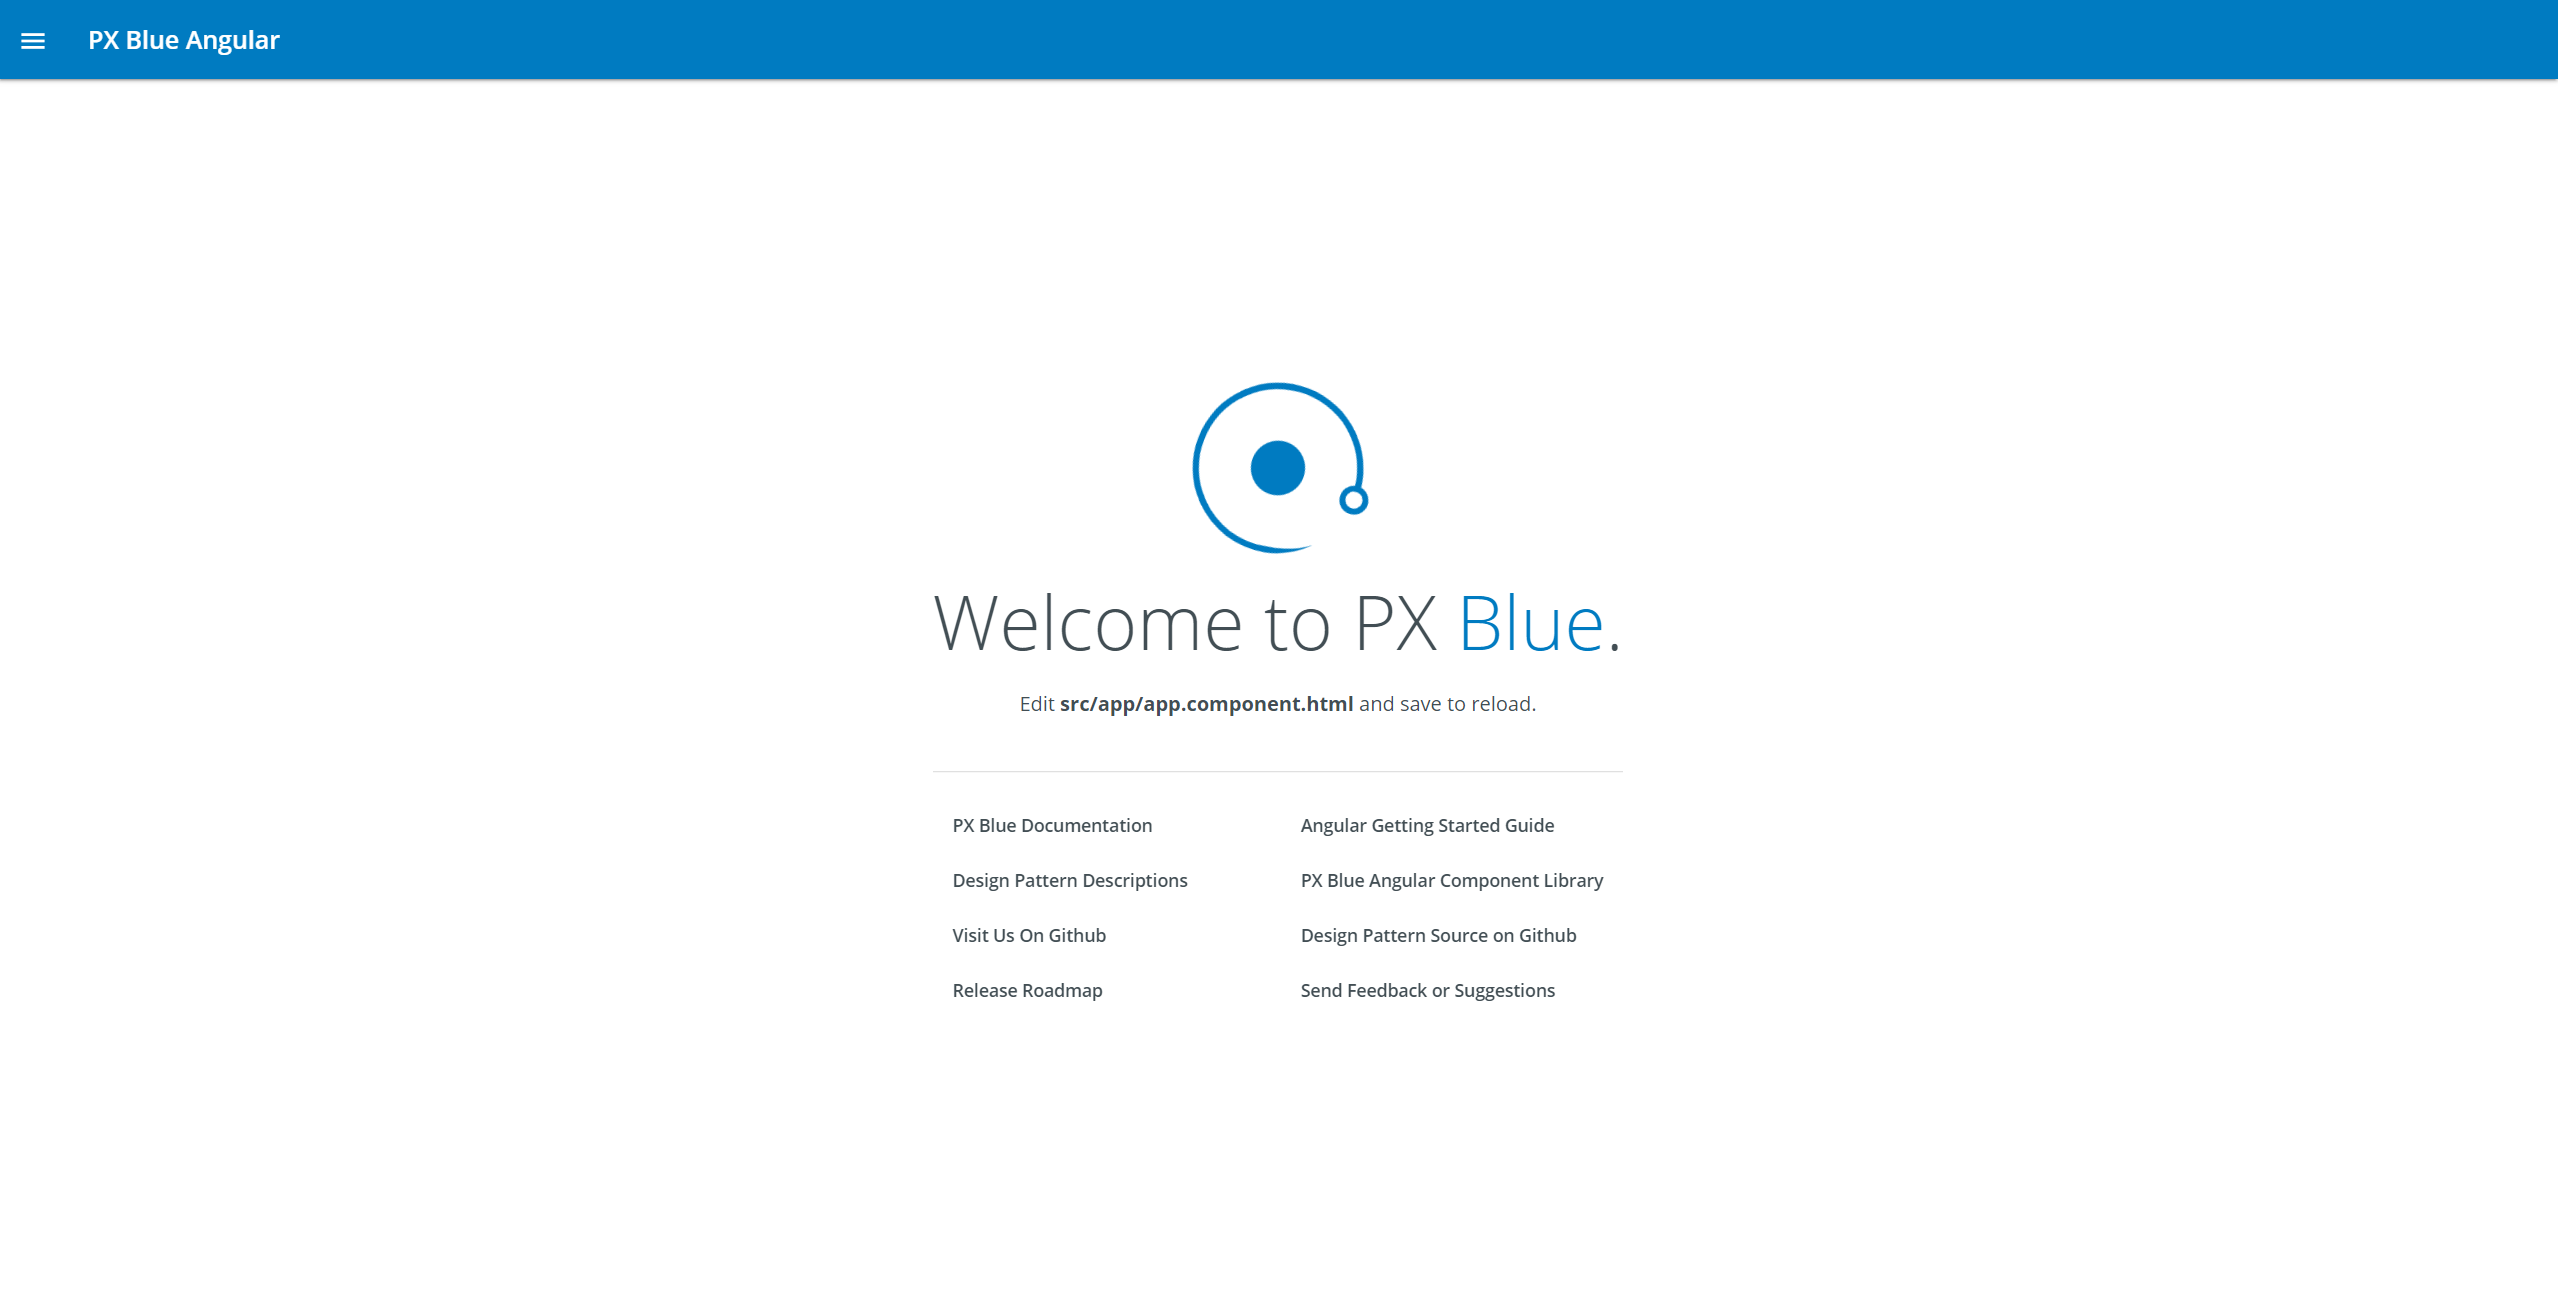 PX Blue Angular
Welcome to PX Blue.
Edit src/app/app.component.html and save to reload.
PX Blue Documentation
Angular Getting Started Guide
Design Pattern Descriptions
PX Blue Angular Component Library
Visit Us On Github
Design Pattern Source on Github
Release Roadmap
Send Feedback or Suggestions